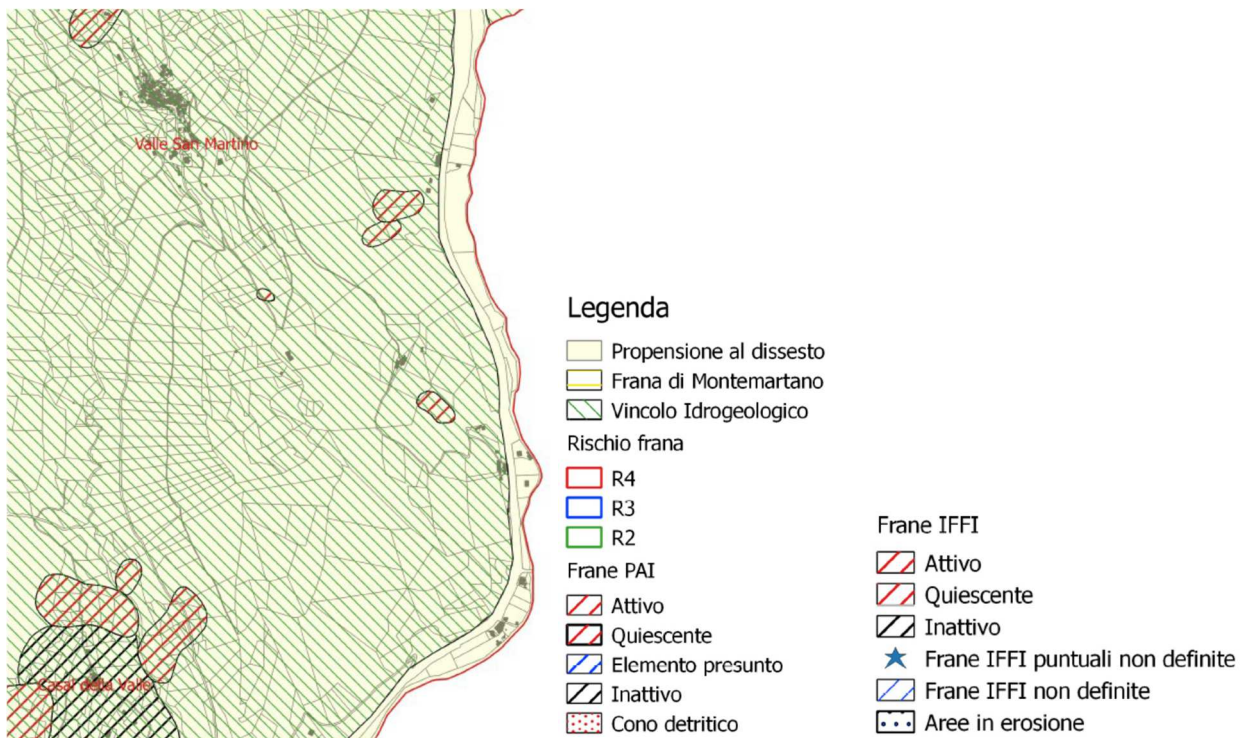 Valle San Martino
Casal della Valle
Legenda
Propensione al dissesto
Frana di Montemartano
Vincolo Idrogeologico
Rischio frana
R4
R3
R2
Frane PAI
Attivo
Quiescente
Elemento presunto
Inattivo
Cono detritico
Frane IFFI
Attivo
Quiescente
Inattivo
Frane IFFI puntuali non definite
Frane IFFI non definite
Aree in erosione